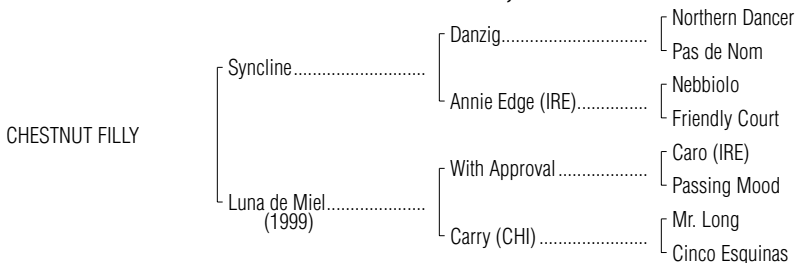 Northern Dancer
Danzig
Pas de Nom
Syncline
Nebbiolo
Annie Edge (IRE)
Friendly Court
CHESTNUT FILLY
Caro (IRE)
With Approval
Passing Mood
Luna de Miel
(1999)
Mr. Long
Carry (CHI)
Cinco Esquinas